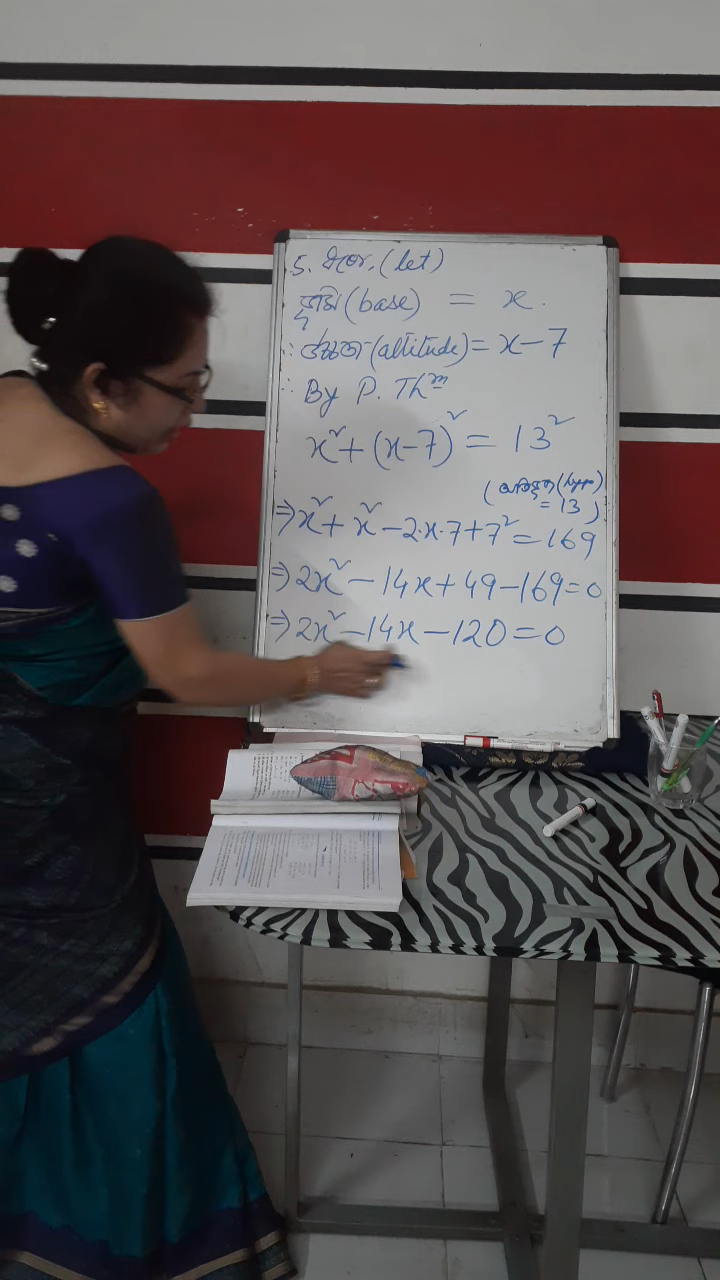 5. ধৰো, (let)
ভূমি (base) = x.
∴ উচ্চতা (altitude) = x-7
∴ By P. Thm
x² + (x-7)² = 13²
(অতিভুজ (hypo)
= 13)
⇒ x² + x² - 2·x·7 + 7² = 169
⇒ 2x² - 14x + 49 - 169 = 0
⇒ 2x² - 14x - 120 = 0